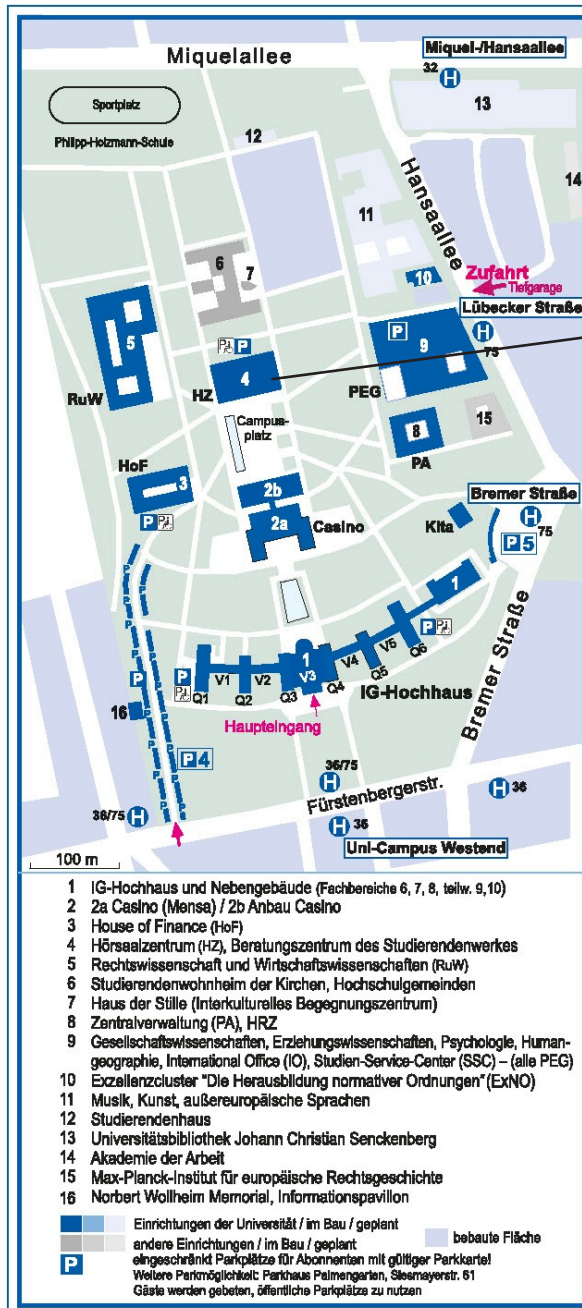 Miquelallee
Miquel-/Hansaallee
32
H
13
Sportplatz
Philipp-Holzmann-Schule
12
Hansaallee
14
11
6
7
10
Zufahrt
Tiefgarage
Lübecker Straße
H
75
5
P
P
9
4
RuW
HZ
PEG
Campus-
platz
8
15
PA
HoF
3
2b
Bremer Straße
P
2a
Casino
Kita
H
75
P 5
1
P
P
1
V5
Q6
V4
Q5
V1
V2
V3
Q4
Q1
Q2
Q3
IG-Hochhaus
Bremer Straße
16
Haupteingang
P 4
36/75
H
Fürstenbergerstr.
H 36
36/75 H
H 36
Uni-Campus Westend
100 m
1 IG-Hochhaus und Nebengebäude (Fachbereiche 6, 7, 8, teilw. 9,10)
2 2a Casino (Mensa) / 2b Anbau Casino
3 House of Finance (HoF)
4 Hörsaalzentrum (HZ), Beratungszentrum des Studierendenwerkes
5 Rechtswissenschaft und Wirtschaftswissenschaften (RuW)
6 Studierendenwohnheim der Kirchen, Hochschulgemeinden
7 Haus der Stille (Interkulturelles Begegnungszentrum)
8 Zentralverwaltung (PA), HRZ
9 Gesellschaftswissenschaften, Erziehungswissenschaften, Psychologie, Human-
geographie, International Office (IO), Studien-Service-Center (SSC) – (alle PEG)
10 Exzellenzcluster "Die Herausbildung normativer Ordnungen" (ExNO)
11 Musik, Kunst, außereuropäische Sprachen
12 Studierendenhaus
13 Universitätsbibliothek Johann Christian Senckenberg
14 Akademie der Arbeit
15 Max-Planck-Institut für europäische Rechtsgeschichte
16 Norbert Wollheim Memorial, Informationspavillon
Einrichtungen der Universität / im Bau / geplant
bebaute Fläche
andere Einrichtungen / im Bau / geplant
P eingeschränkt Parkplätze für Abonnenten mit gültiger Parkkarte!
Weitere Parkmöglichkeit: Parkhaus Palmengarten, Siesmayerstr. 61
Gäste werden gebeten, öffentliche Parkplätze zu nutzen